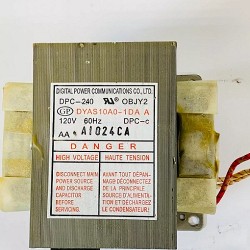 DIGITAL POWER COMMUNICATIONS CO., LTD.
DPC-240 OBJY2
GP DYAS10A0-1DA A
120V 60Hz DPC-c
AA A1024CA
DANGER
HIGH VOLTAGE HAUTE TENSION
DISCONNECT MAIN
POWER SOURCE
AND DISCHARGE
CAPACITOR
BEFORE
SERVICING.
AVANT TOUT DÉPAN-
NAGE DÉCONNECTEZ
DE LA PRINCIPALE
SOURCE D'ALIMENTA-
TION ET DÉCHARGEZ
LE CONDENSATEUR!